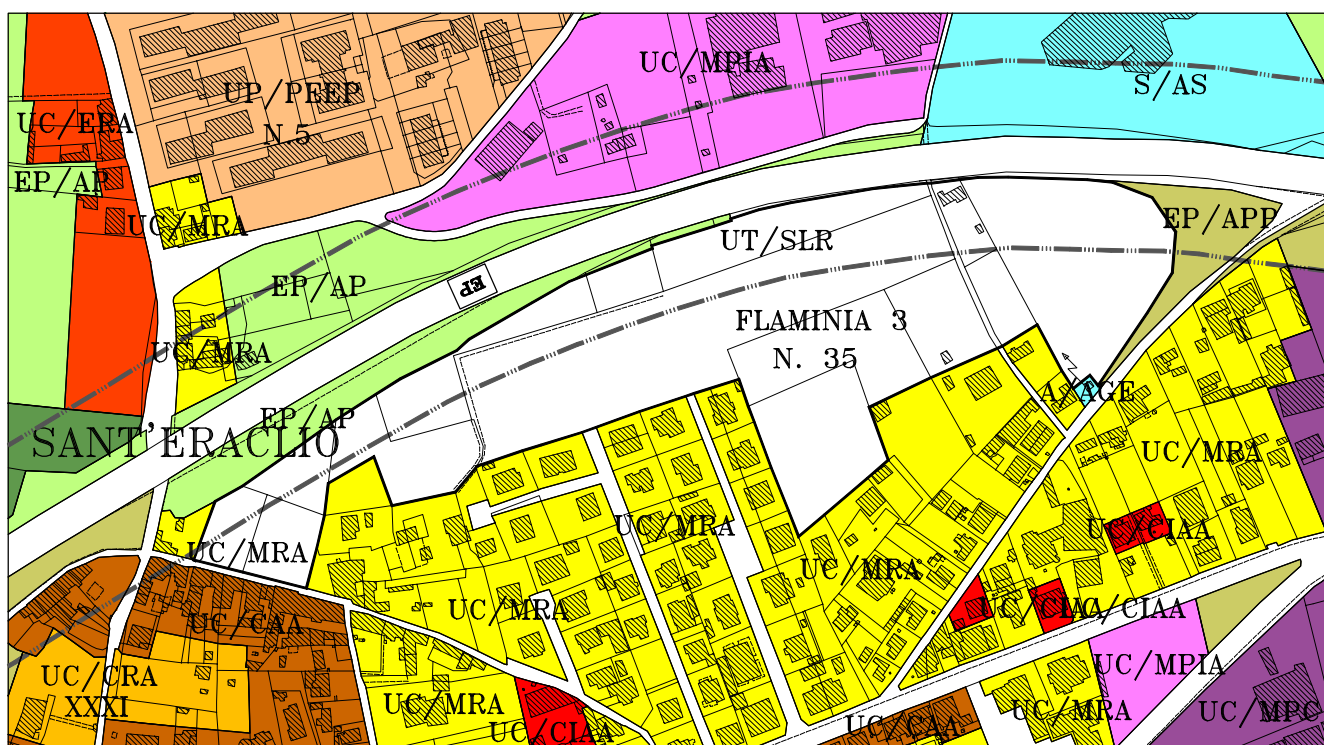 UC/MPIA
S/AS
UP/PEEP
N.5
UC/ERA
EP/AP
UC/MRA
EP/APP
UT/SLR
EP/AP
EP
FLAMINIA 3
N. 35
UC/MRA
A/AGE
EP/AP
SANT'ERACLIO
UC/MRA
UC/MRA
UC/CIAA
UC/MRA
UC/MRA
UC/MRA
UC/CIAA
UC/CIAA
UC/CAA
UC/CRA
XXXI
UC/MPIA
UC/MRA
UC/MRA
UC/MPC
UC/CAA
UC/CIAA